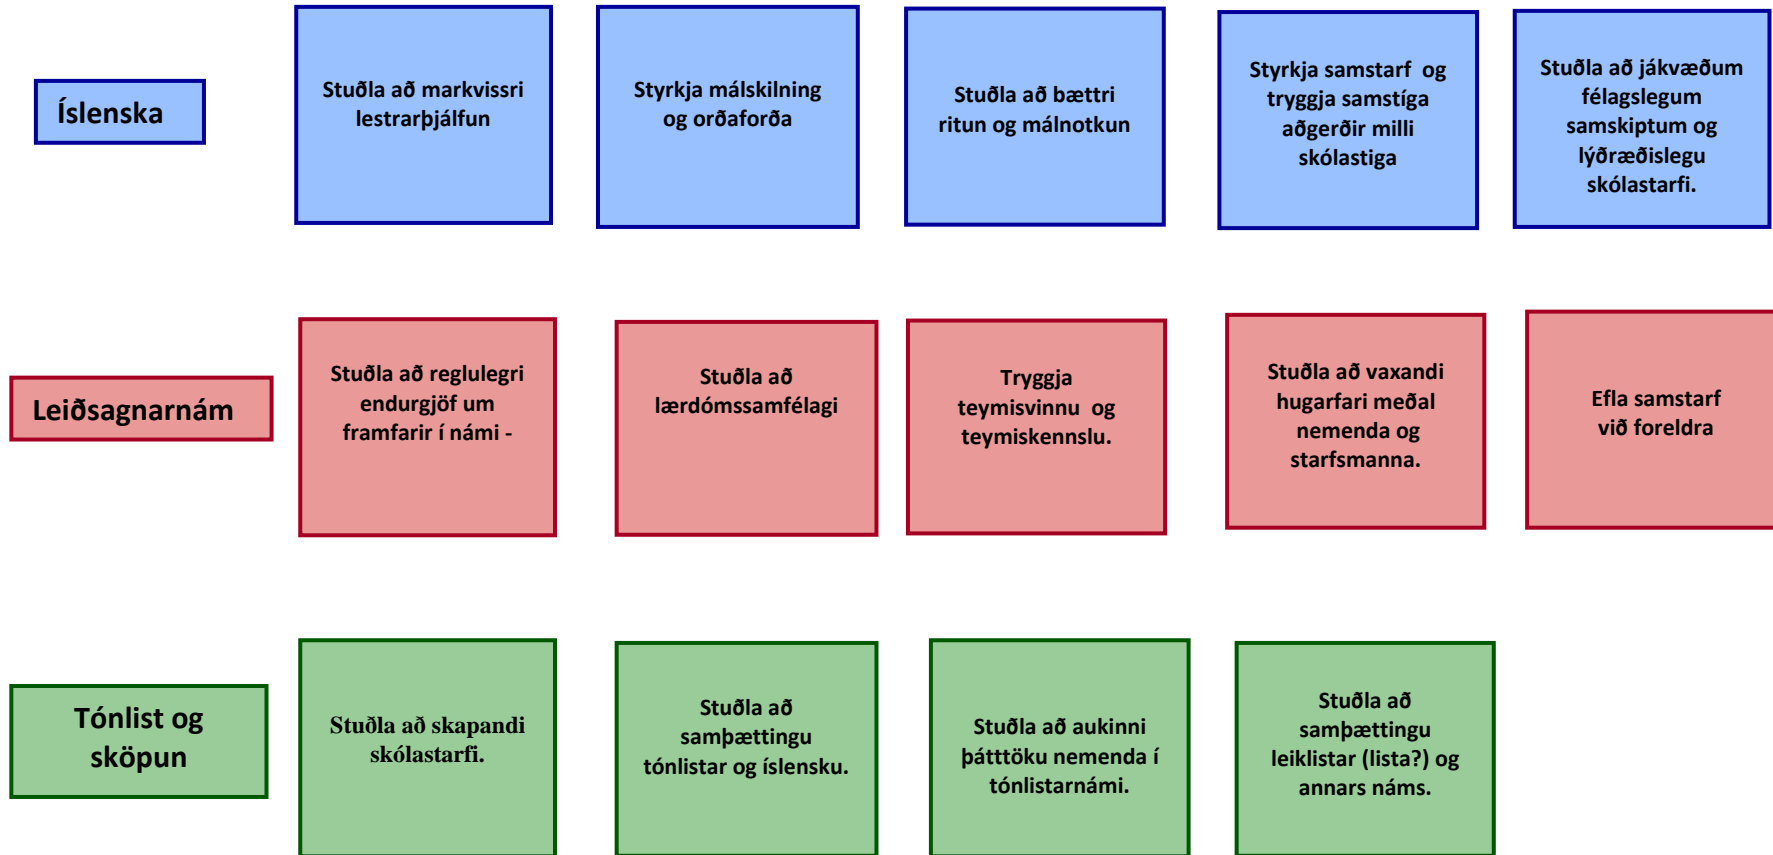 Íslenska
Stuðla að markvissri
lestrarþjálfun
Styrkja málskilning
og orðaforða
Stuðla að bættri
ritun og málnotkun
Styrkja samstarf  og
tryggja samstíga
aðgerðir milli
skólastiga
Stuðla að jákvæðum
félagslegum
samskiptum og
lýðræðislegu
skólastarfi.
Leiðsagnarnám
Stuðla að reglulegri
endurgjöf um
framfarir í námi -
Stuðla að
lærdómssamfélagi
Tryggja
teymisvinnu  og
teymiskennslu.
Stuðla að vaxandi
hugarfari meðal
nemenda og
starfsmanna.
Efla samstarf
við foreldra
Tónlist og
sköpun
Stuðla að skapandi
skólastarfi.
Stuðla að
samþættingu
tónlistar og íslensku.
Stuðla að aukinni
þátttöku nemenda í
tónlistarnámi.
Stuðla að
samþættingu
leiklistar (lista?) og
annars náms.